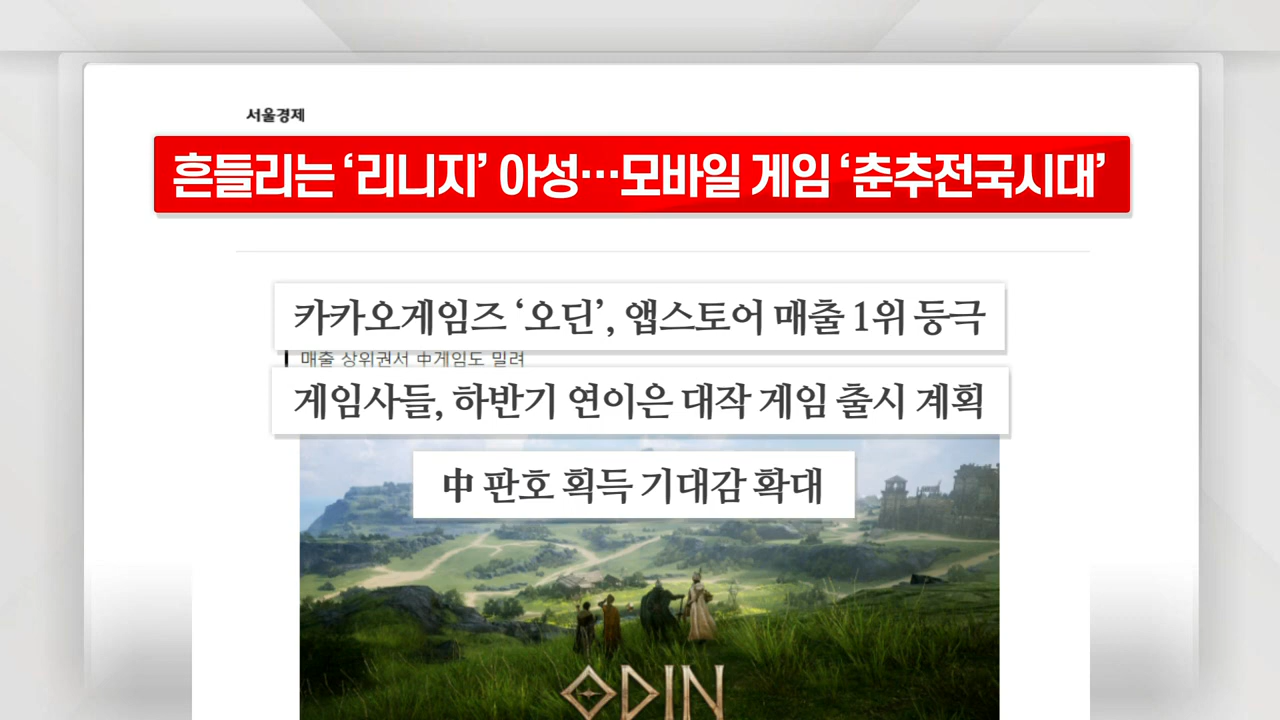 서울경제
흔들리는 ‘리니지’ 아성…모바일 게임 ‘춘추전국시대’
카카오게임즈 ‘오딘’, 앱스토어 매출 1위 등극
매출 상위권서 中게임도 밀려
게임사들, 하반기 연이은 대작 게임 출시 계획
中 판호 획득 기대감 확대
ODIN